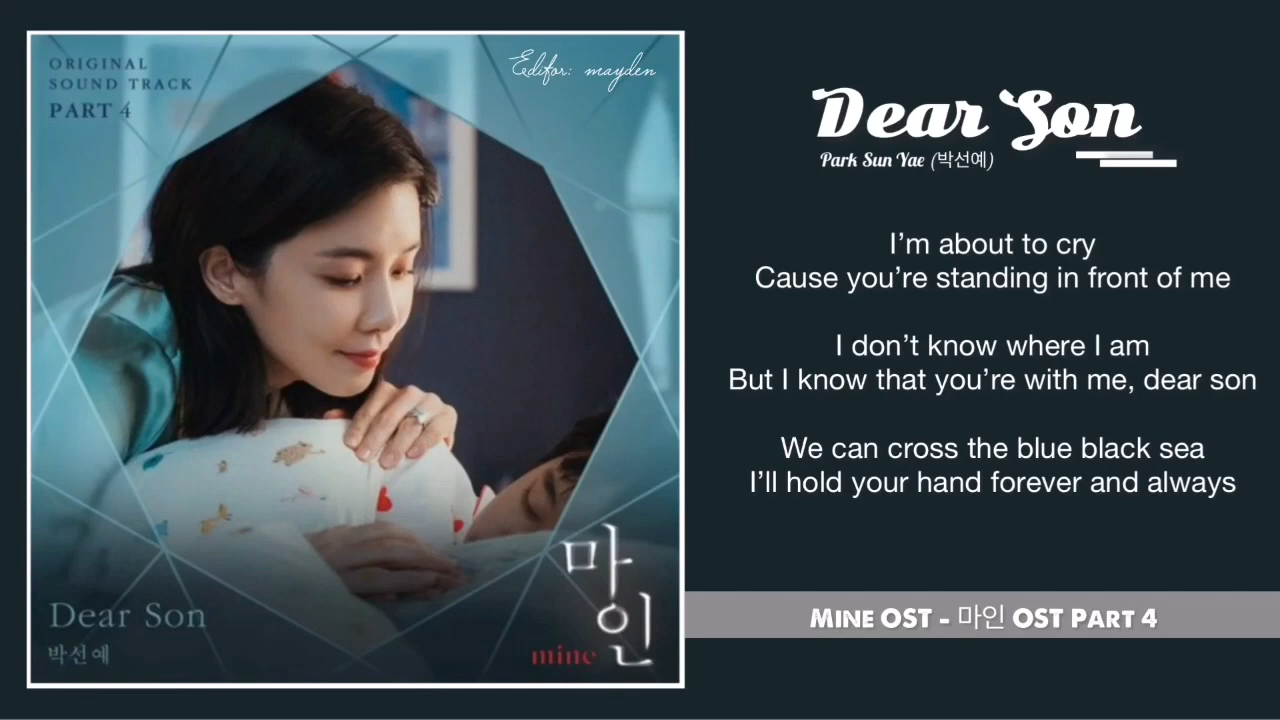 ORIGINAL
SOUND TRACK
PART 4
Editor: mayden
Dear Son
박선예
마인
mine
Dear Son
Park Sun Yae (박선예)
I’m about to cry
Cause you’re standing in front of me
I don’t know where I am
But I know that you’re with me, dear son
We can cross the blue black sea
I’ll hold your hand forever and always
MINE OST - 마인 OST PART 4